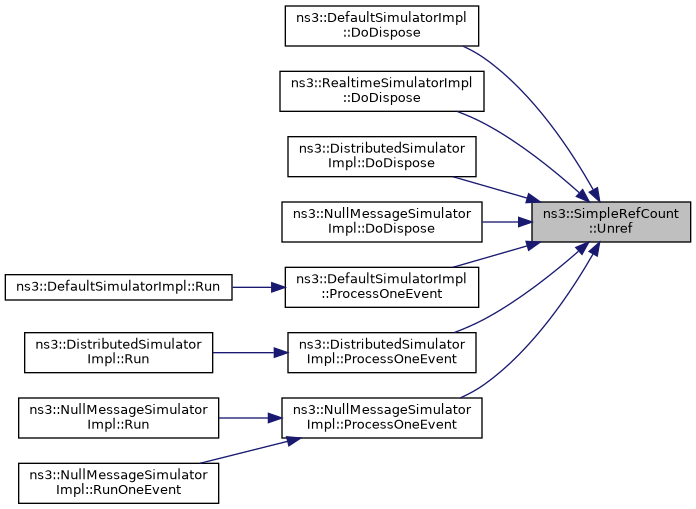 ns3::DefaultSimulatorImpl
::DoDispose
ns3::RealtimeSimulatorImpl
::DoDispose
ns3::DistributedSimulator
Impl::DoDispose
ns3::NullMessageSimulator
Impl::DoDispose
ns3::SimpleRefCount
::Unref
ns3::DefaultSimulatorImpl::Run
ns3::DefaultSimulatorImpl
::ProcessOneEvent
ns3::DistributedSimulator
Impl::Run
ns3::DistributedSimulator
Impl::ProcessOneEvent
ns3::NullMessageSimulator
Impl::Run
ns3::NullMessageSimulator
Impl::ProcessOneEvent
ns3::NullMessageSimulator
Impl::RunOneEvent